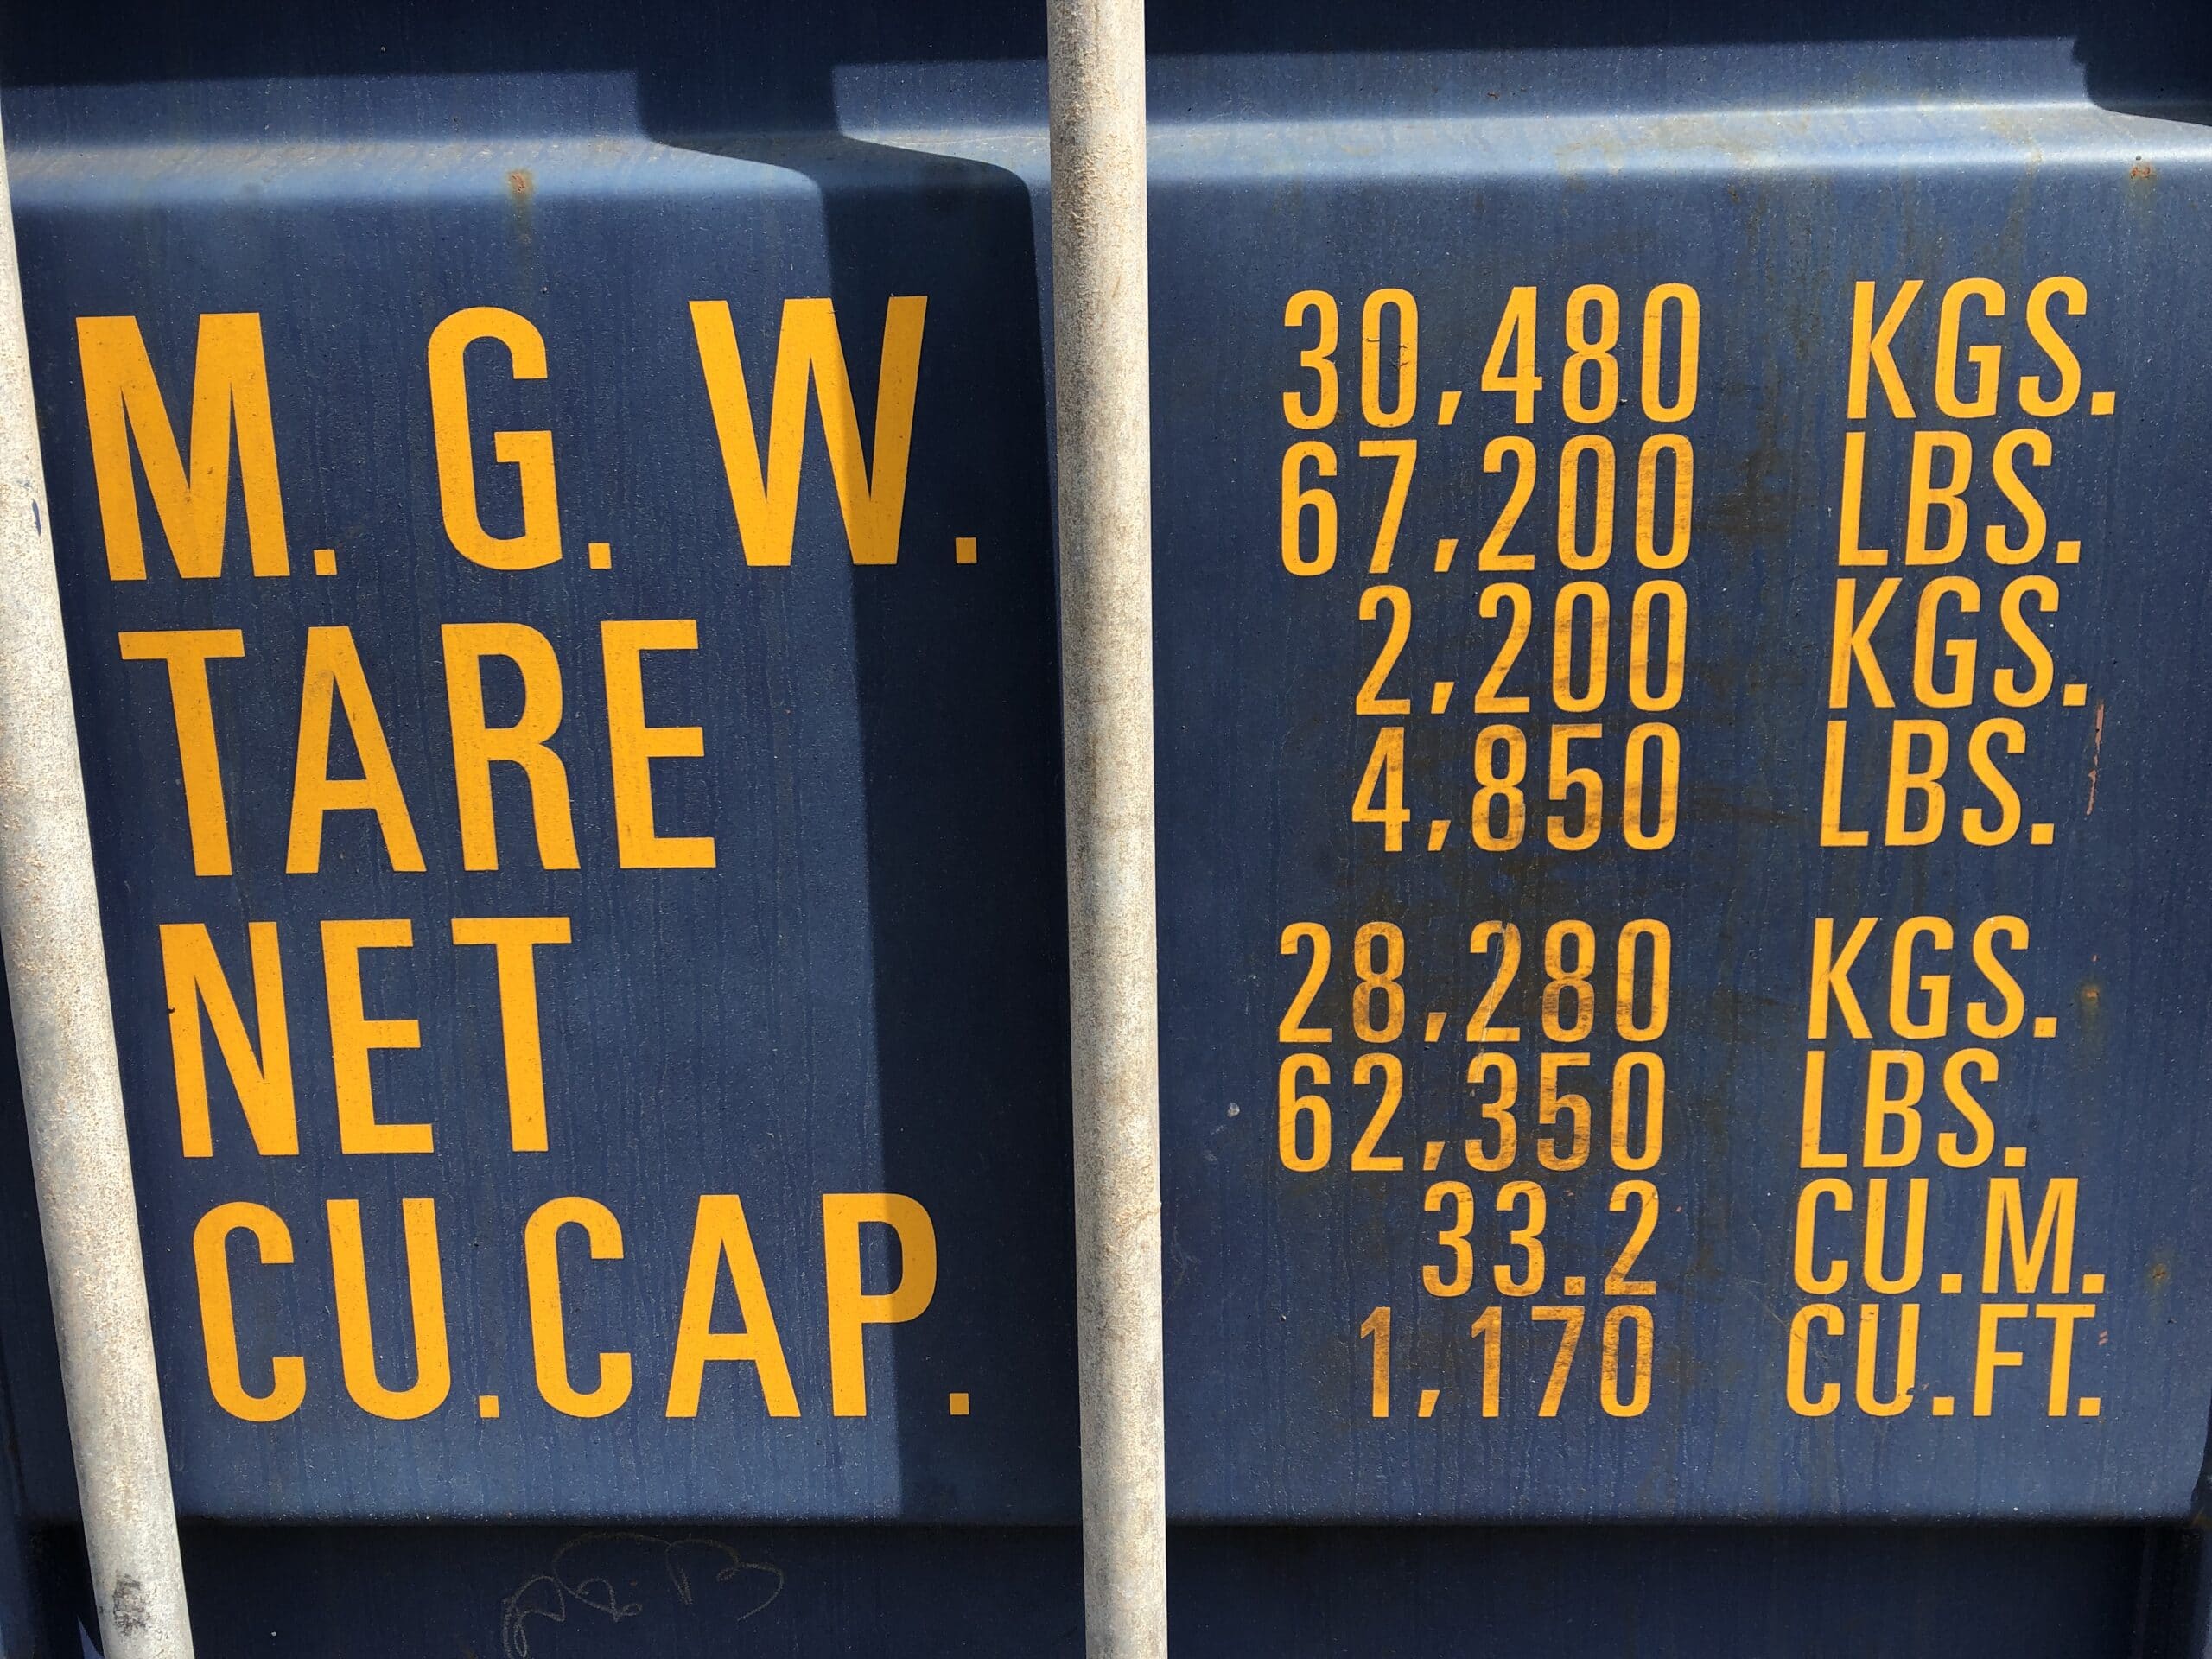 M. G. W. 30,480 KGS.
67,200 LBS.
TARE 2,200 KGS.
4,850 LBS.
NET 28,280 KGS.
62,350 LBS.
CU.CAP. 33.2 CU.M.
1,170 CU.FT.